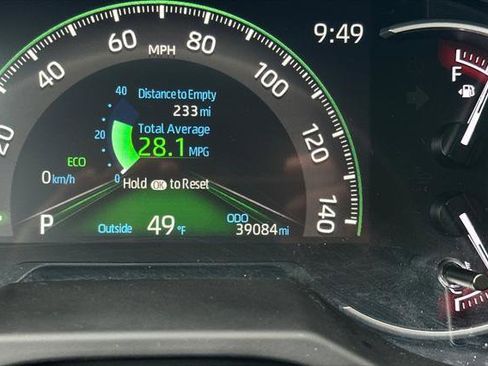 60 MPH 80
9:49
40
100
F
40 Distance to Empty
233 mi
20
20
Total Average
28.1 MPG
120
ECO
0 km/h
0
Hold OK to Reset
140
P
Outside 49 °F
ODO
39084 mi
C